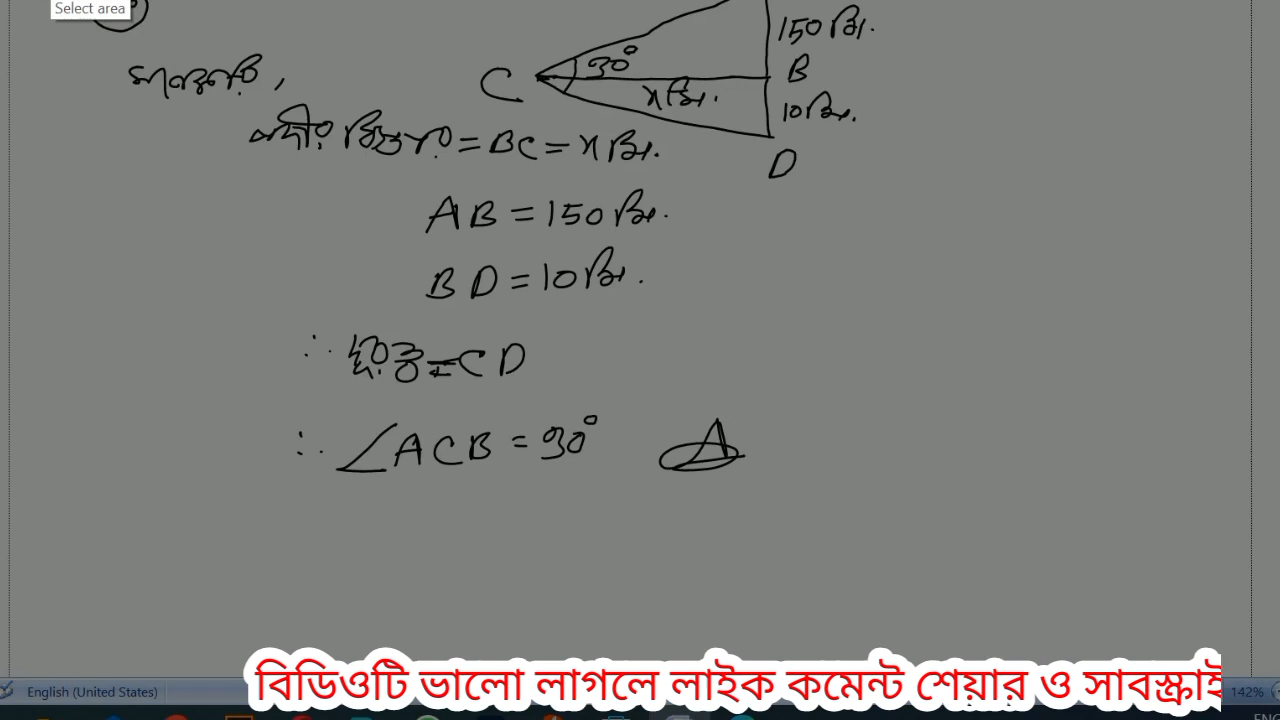 Select area
150 মি.
C 30° B
x মি.
10 মি.
মনেকরি,
D
নদীর বিস্তার = BC = x মি.
AB = 150 মি.
BD = 10 মি.
∴ = CD
∴ ∠ACB = 30° A
বিডিওটি ভালো লাগলে লাইক কমেন্ট শেয়ার ও সাবস্ক্রাই
English (United States) 142%
ENG